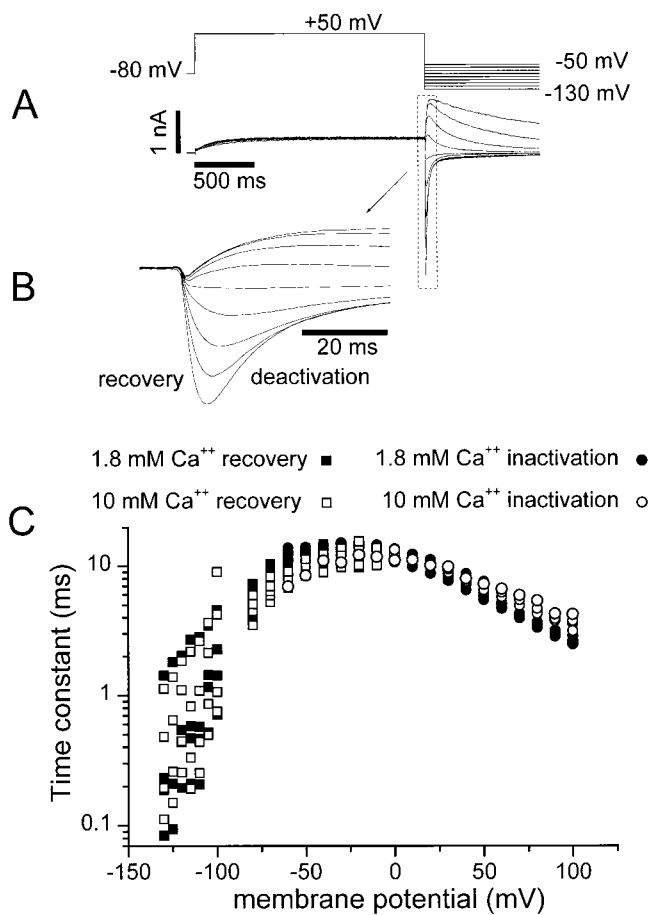 +50 mV
-80 mV
-50 mV
-130 mV
A
1 nA
500 ms
B
20 ms
recovery
deactivation
1.8 mM Ca++ recovery
1.8 mM Ca++ inactivation
10 mM Ca++ recovery
10 mM Ca++ inactivation
C
Time constant (ms)
10
1
0.1
-150 -100 -50 0 50 100
membrane potential (mV)